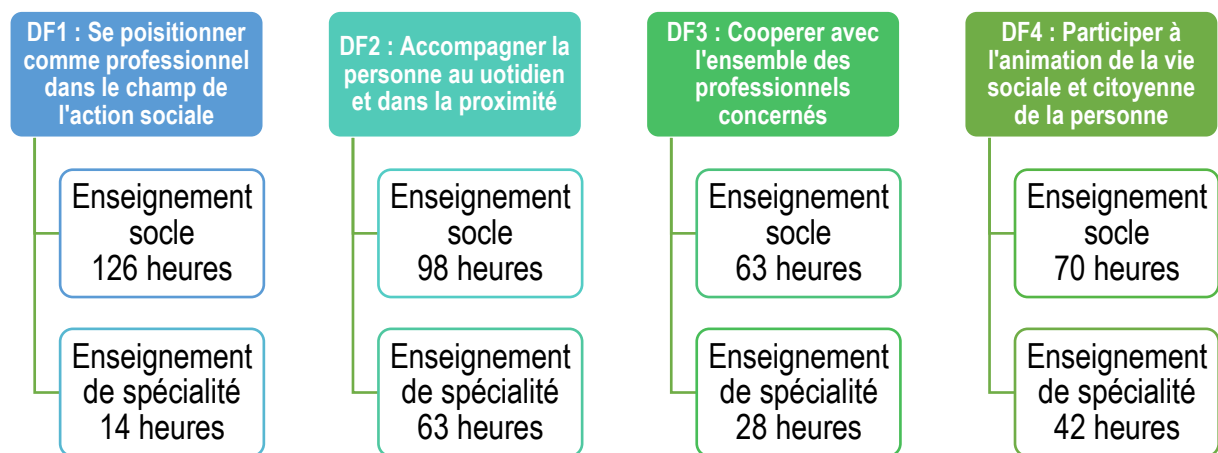 DF1 : Se poisitionner
comme professionnel
dans le champ de
l'action sociale
Enseignement
socle
126 heures
Enseignement
de spécialité
14 heures
DF2 : Accompagner la
personne au uotidien
et dans la proximité
Enseignement
socle
98 heures
Enseignement
de spécialité
63 heures
DF3 : Cooperer avec
l'ensemble des
professionnels
concernés
Enseignement
socle
63 heures
Enseignement
de spécialité
28 heures
DF4 : Participer à
l'animation de la vie
sociale et citoyenne
de la personne
Enseignement
socle
70 heures
Enseignement
de spécialité
42 heures